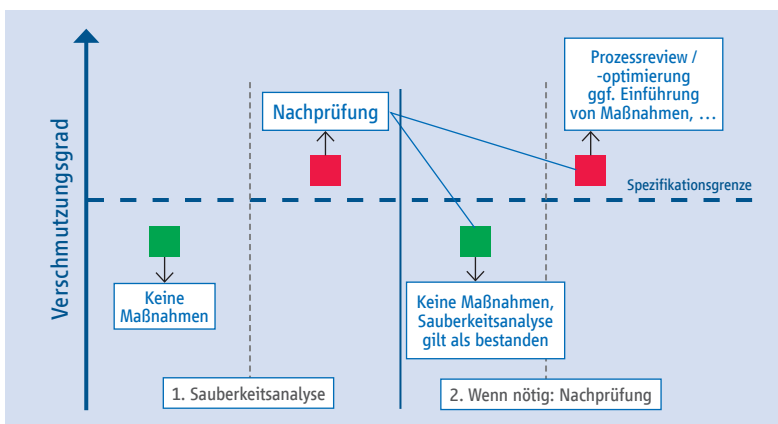 Verschmutzungsgrad
Nachprüfung
Prozessreview /
-optimierung
ggf. Einführung
von Maßnahmen, …
Spezifikationsgrenze
Keine
Maßnahmen
Keine Maßnahmen,
Sauberkeitsanalyse
gilt als bestanden
1. Sauberkeitsanalyse
2. Wenn nötig: Nachprüfung